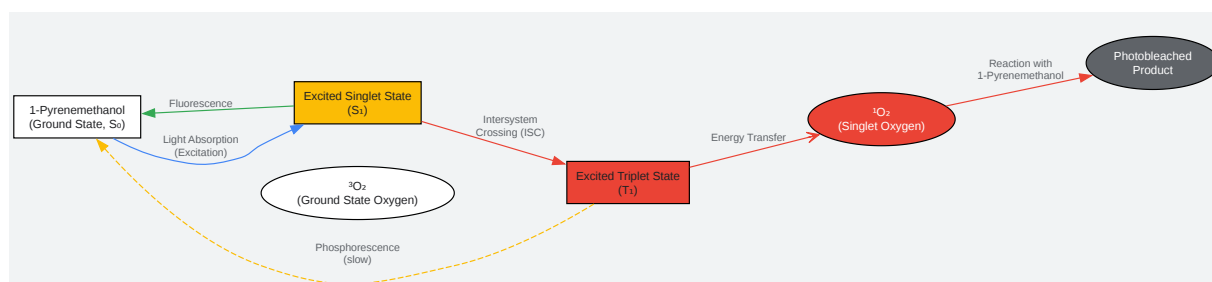 1-Pyrenemethanol
(Ground State, S₀)
Fluorescence
Light Absorption
(Excitation)
Excited Singlet State
(S₁)
³O₂
(Ground State Oxygen)
Phosphorescence
(slow)
Intersystem
Crossing (ISC)
Excited Triplet State
(T₁)
Energy Transfer
¹O₂
(Singlet Oxygen)
Reaction with
1-Pyrenemethanol
Photobleached
Product